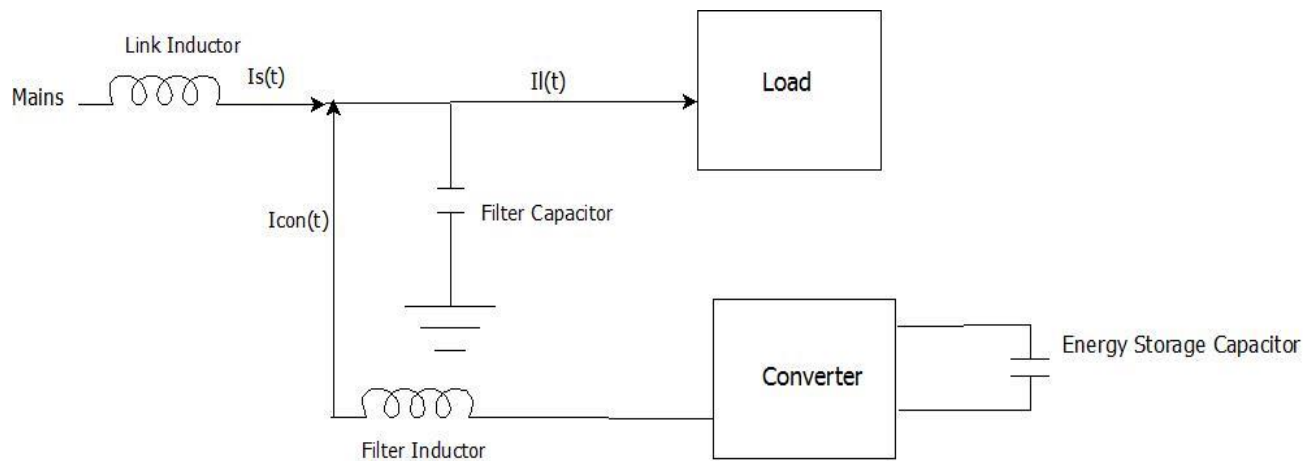 Link Inductor
Mains
Is(t)
Il(t)
Load
Icon(t)
Filter Capacitor
Converter
Energy Storage Capacitor
Filter Inductor